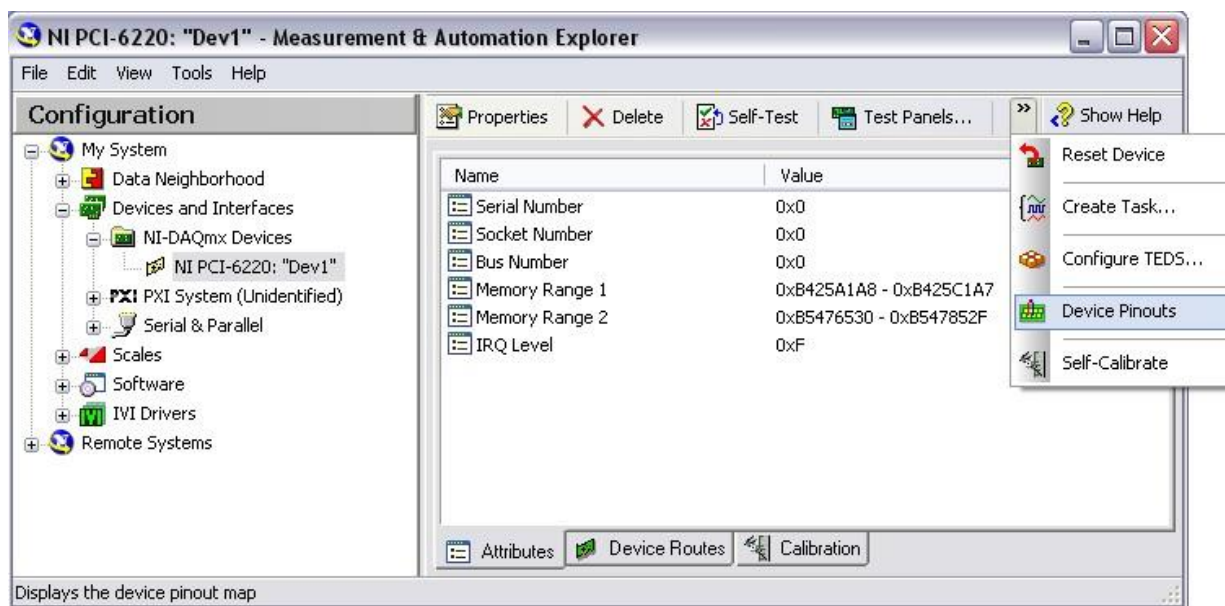 NI PCI-6220: "Dev1" - Measurement & Automation Explorer
File Edit View Tools Help
Configuration
My System
Data Neighborhood
Devices and Interfaces
NI-DAQmx Devices
NI PCI-6220: "Dev1"
PXI PXI System (Unidentified)
Serial & Parallel
Scales
Software
IVI Drivers
Remote Systems
Properties Delete Self-Test Test Panels... » Show Help
Name Value
Serial Number 0x0
Socket Number 0x0
Bus Number 0x0
Memory Range 1 0xB425A1A8 - 0xB425C1A7
Memory Range 2 0xB5476530 - 0xB547852F
IRQ Level 0xF
Reset Device
Create Task...
Configure TEDS...
Device Pinouts
Self-Calibrate
Attributes Device Routes Calibration
Displays the device pinout map